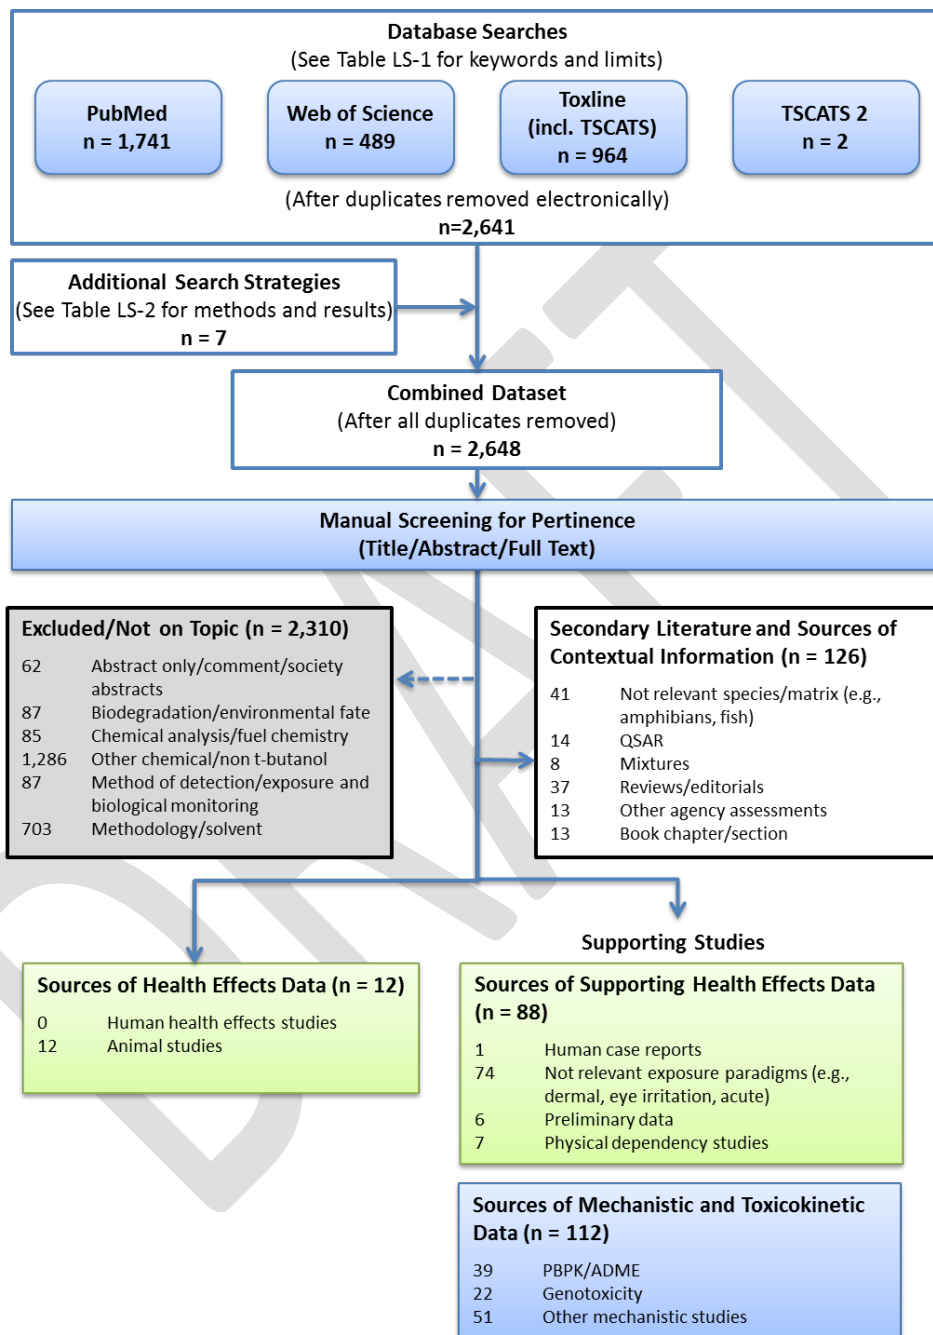 Database Searches
(See Table LS-1 for keywords and limits)
PubMed
n = 1,741
Web of Science
n = 489
Toxline
(incl. TSCATS)
n = 964
TSCATS 2
n = 2
(After duplicates removed electronically)
n=2,641
Additional Search Strategies
(See Table LS-2 for methods and results)
n = 7
Combined Dataset
(After all duplicates removed)
n = 2,648
Manual Screening for Pertinence
(Title/Abstract/Full Text)
Excluded/Not on Topic (n = 2,310)
62 Abstract only/comment/society
abstracts
87 Biodegradation/environmental fate
85 Chemical analysis/fuel chemistry
1,286 Other chemical/non t-butanol
87 Method of detection/exposure and
biological monitoring
703 Methodology/solvent
Secondary Literature and Sources of
Contextual Information (n = 126)
41 Not relevant species/matrix (e.g.,
amphibians, fish)
14 QSAR
8 Mixtures
37 Reviews/editorials
13 Other agency assessments
13 Book chapter/section
Sources of Health Effects Data (n = 12)
0 Human health effects studies
12 Animal studies
Supporting Studies
Sources of Supporting Health Effects Data
(n = 88)
1 Human case reports
74 Not relevant exposure paradigms (e.g.,
dermal, eye irritation, acute)
6 Preliminary data
7 Physical dependency studies
Sources of Mechanistic and Toxicokinetic
Data (n = 112)
39 PBPK/ADME
22 Genotoxicity
51 Other mechanistic studies
DRAFT